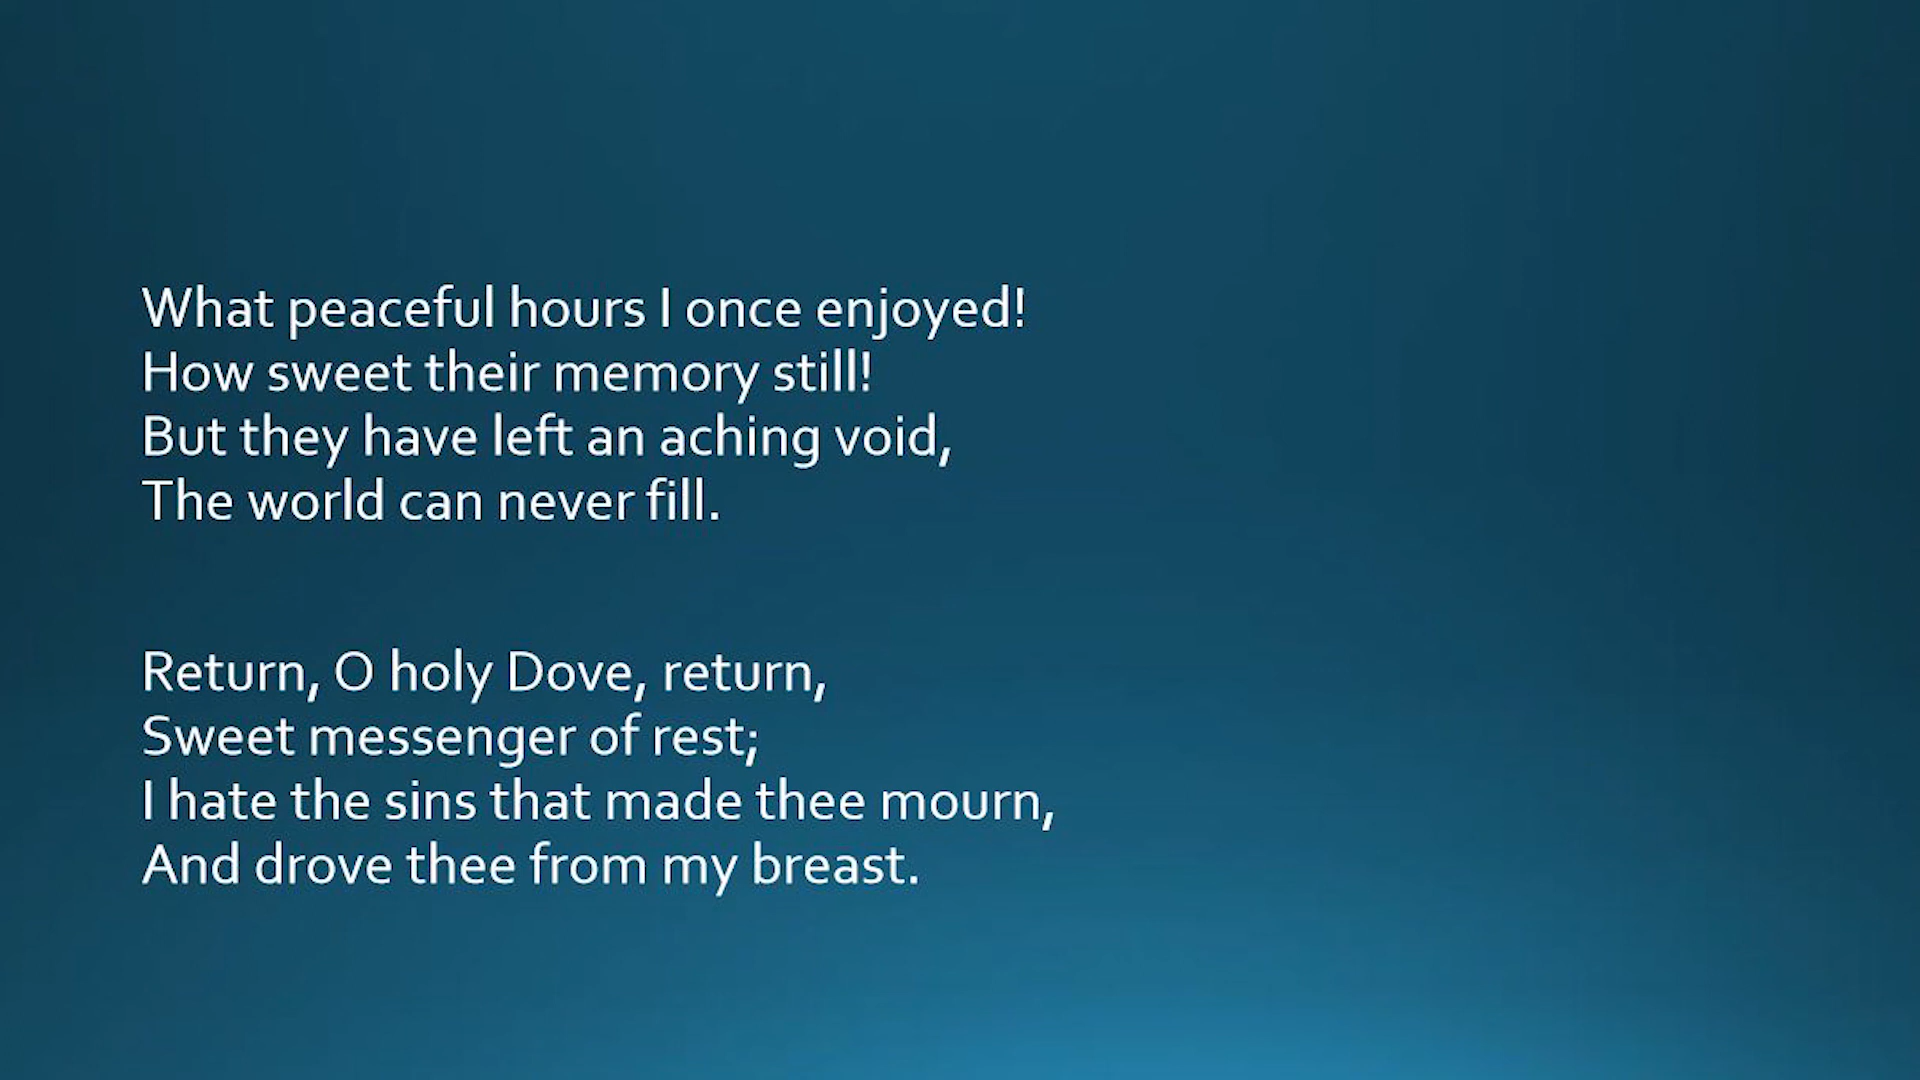 What peaceful hours I once enjoyed!
How sweet their memory still!
But they have left an aching void,
The world can never fill.
Return, O holy Dove, return,
Sweet messenger of rest;
I hate the sins that made thee mourn,
And drove thee from my breast.